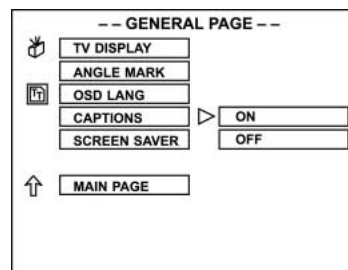 -- GENERAL PAGE --
TV DISPLAY
ANGLE MARK
OSD LANG
CAPTIONS ON
SCREEN SAVER OFF
MAIN PAGE